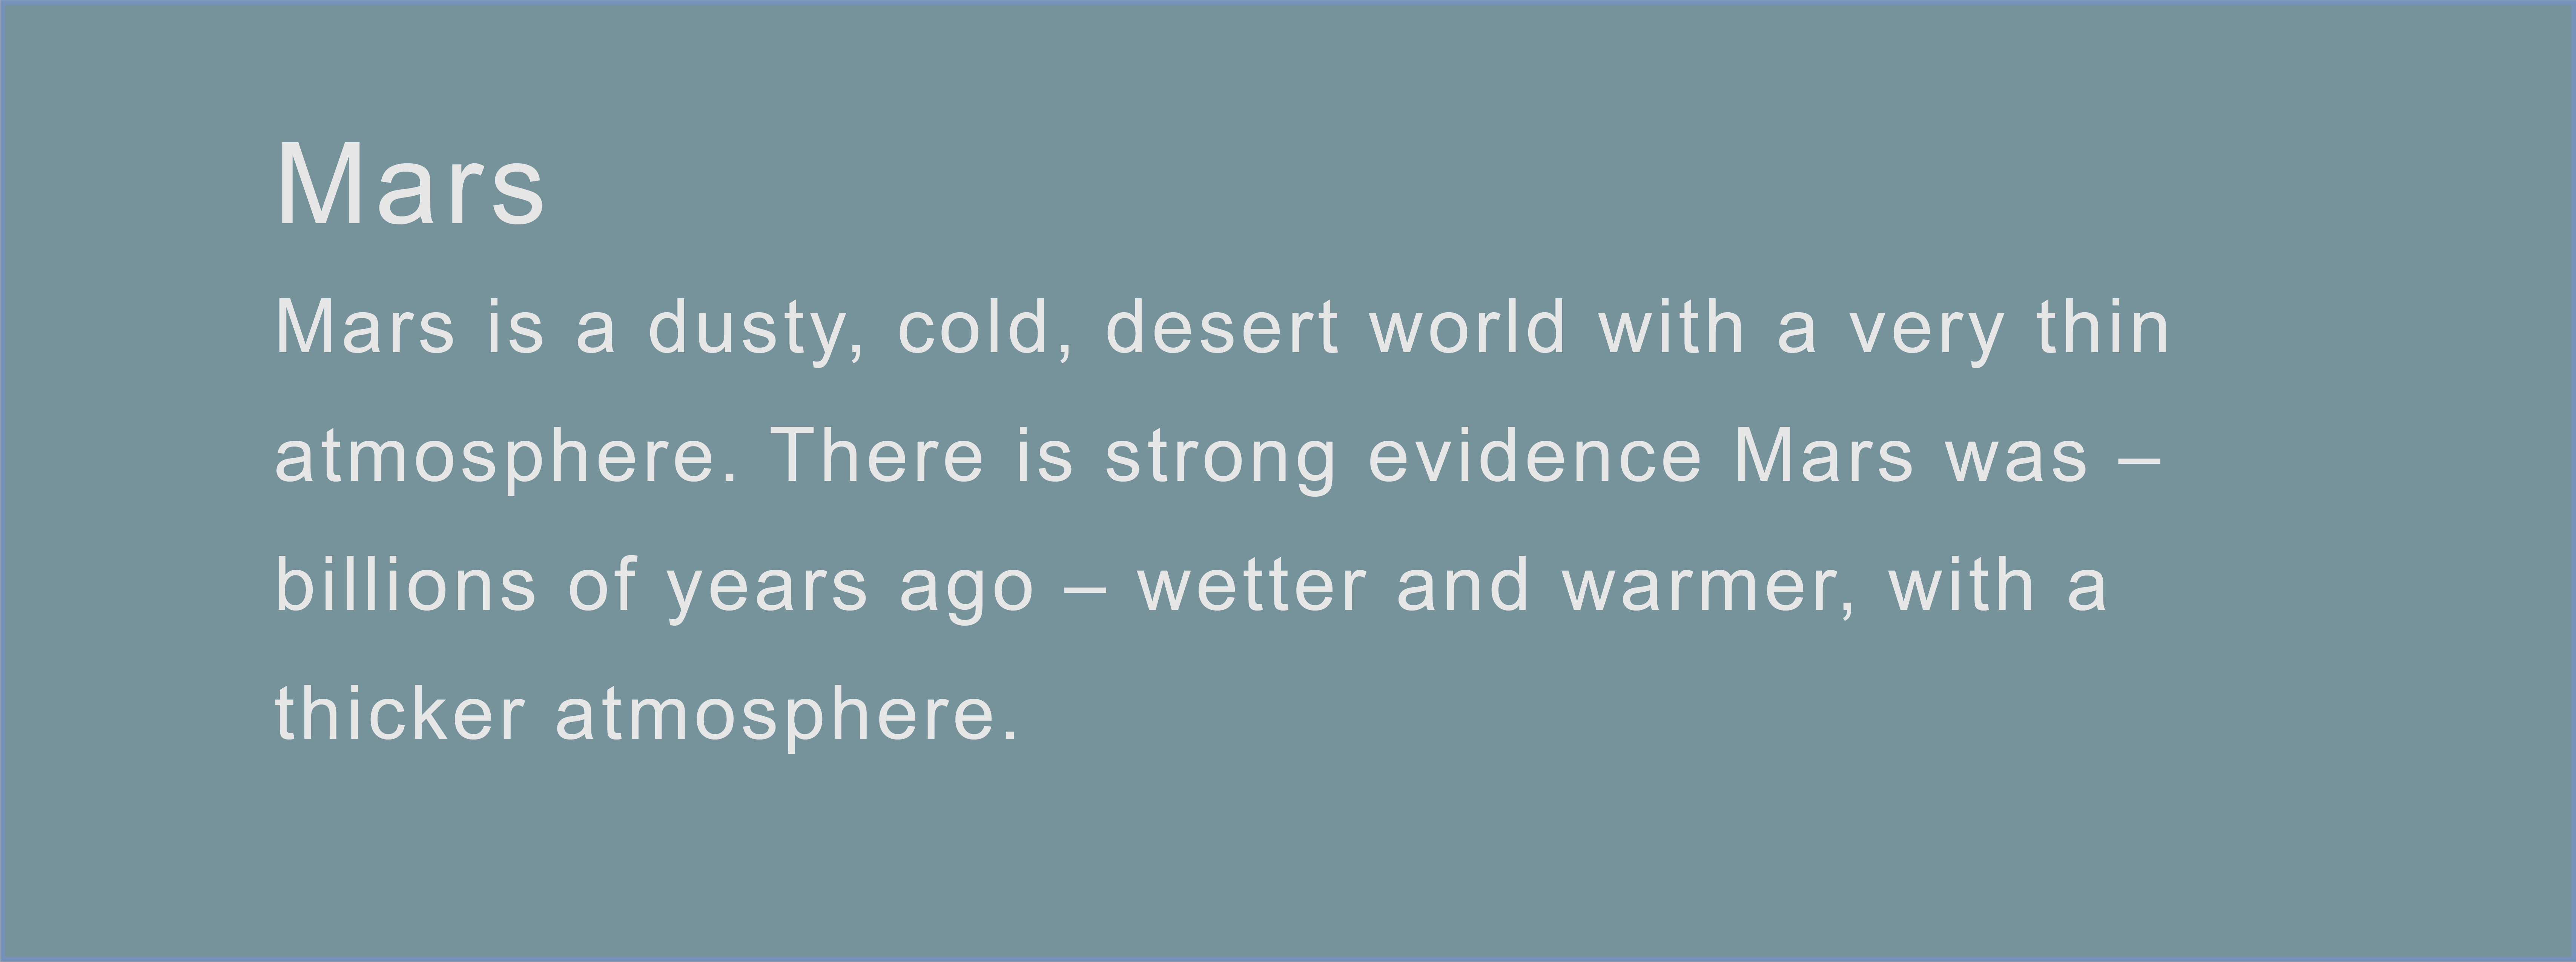 Mars
Mars is a dusty, cold, desert world with a very thin
atmosphere. There is strong evidence Mars was –
billions of years ago – wetter and warmer, with a
thicker atmosphere.